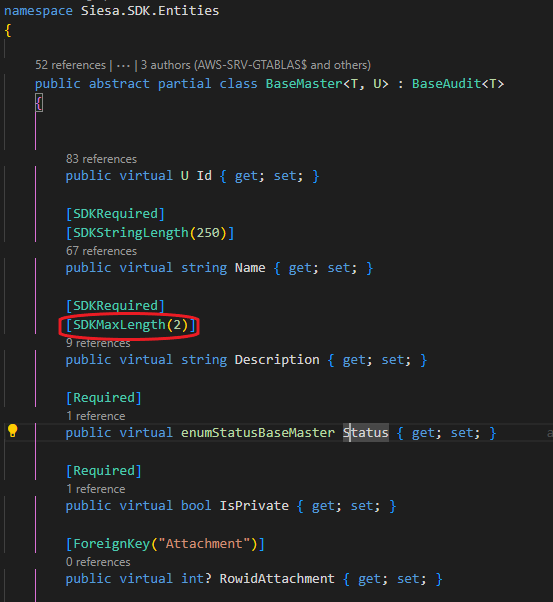 namespace Siesa.SDK.Entities
{
52 references | ··· | 3 authors (AWS-SRV-GTABLAS$ and others)
public abstract partial class BaseMaster<T, U> : BaseAudit<T>
{
83 references
public virtual U Id { get; set; }
[SDKRequired]
[SDKStringLength(250)]
67 references
public virtual string Name { get; set; }
[SDKRequired]
[SDKMaxLength(2)]
9 references
public virtual string Description { get; set; }
[Required]
1 reference
public virtual enumStatusBaseMaster Status { get; set; }
[Required]
1 reference
public virtual bool IsPrivate { get; set; }
[ForeignKey("Attachment")]
0 references
public virtual int? RowidAttachment { get; set; }